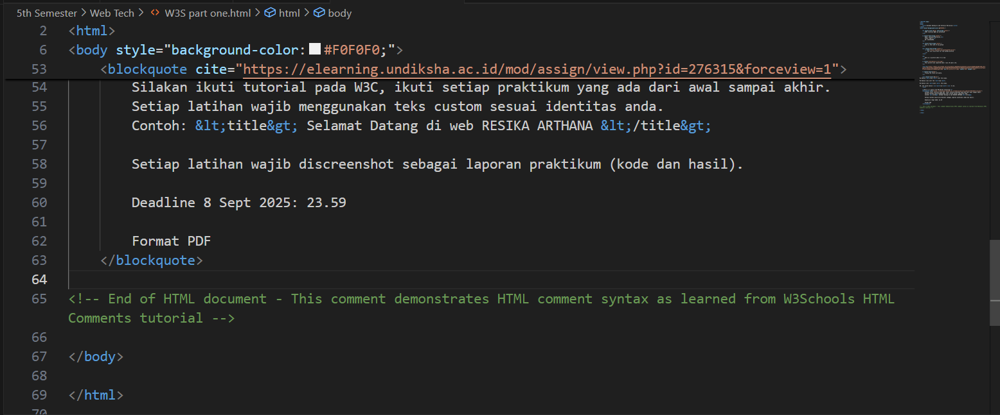 5th Semester > Web Tech > <> W3S part one.html > html > body
2 <html>
6 <body style="background-color: #F0F0F0;">
53 <blockquote cite="https://elearning.undiksha.ac.id/mod/assign/view.php?id=276315&forceview=1">
54 Silakan ikuti tutorial pada W3C, ikuti setiap praktikum yang ada dari awal sampai akhir.
55 Setiap latihan wajib menggunakan teks custom sesuai identitas anda.
56 Contoh: &lt;title&gt; Selamat Datang di web RESIKA ARTHANA &lt;/title&gt;
57
58 Setiap latihan wajib discreenshot sebagai laporan praktikum (kode dan hasil).
59
60 Deadline 8 Sept 2025: 23.59
61
62 Format PDF
63 </blockquote>
64
65 <!-- End of HTML document - This comment demonstrates HTML comment syntax as learned from W3Schools HTML
Comments tutorial -->
66
67 </body>
68
69 </html>
70